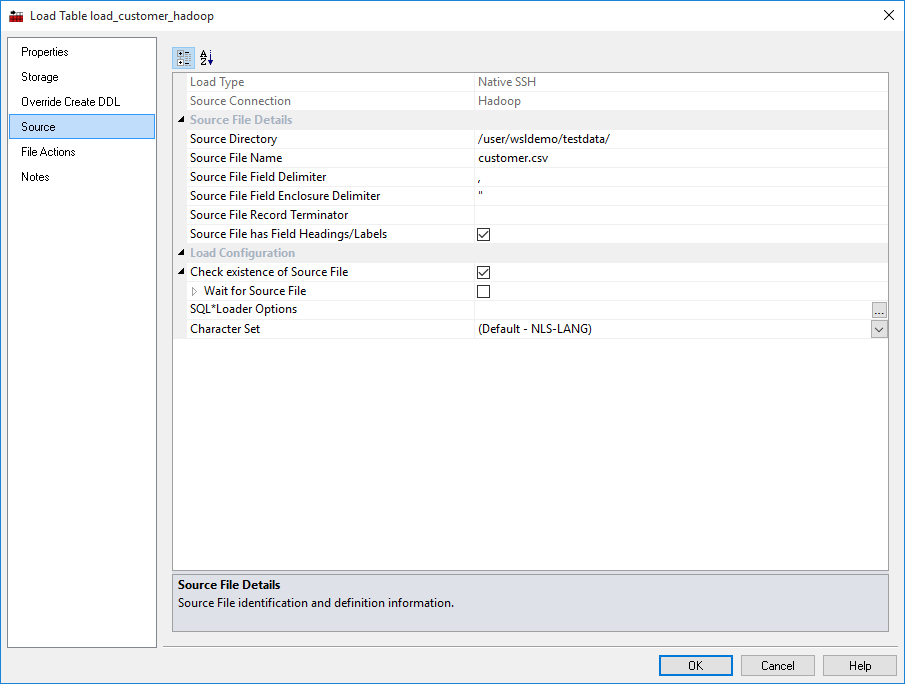 Load Table load_customer_hadoop
Properties
Storage
Override Create DDL
Source
File Actions
Notes
Load Type Native SSH
Source Connection Hadoop
Source File Details
Source Directory /user/wsldemo/testdata/
Source File Name customer.csv
Source File Field Delimiter ,
Source File Field Enclosure Delimiter "
Source File Record Terminator
Source File has Field Headings/Labels
Load Configuration
Check existence of Source File
Wait for Source File
SQL*Loader Options ...
Character Set (Default - NLS-LANG)
Source File Details
Source File identification and definition information.
OK Cancel Help